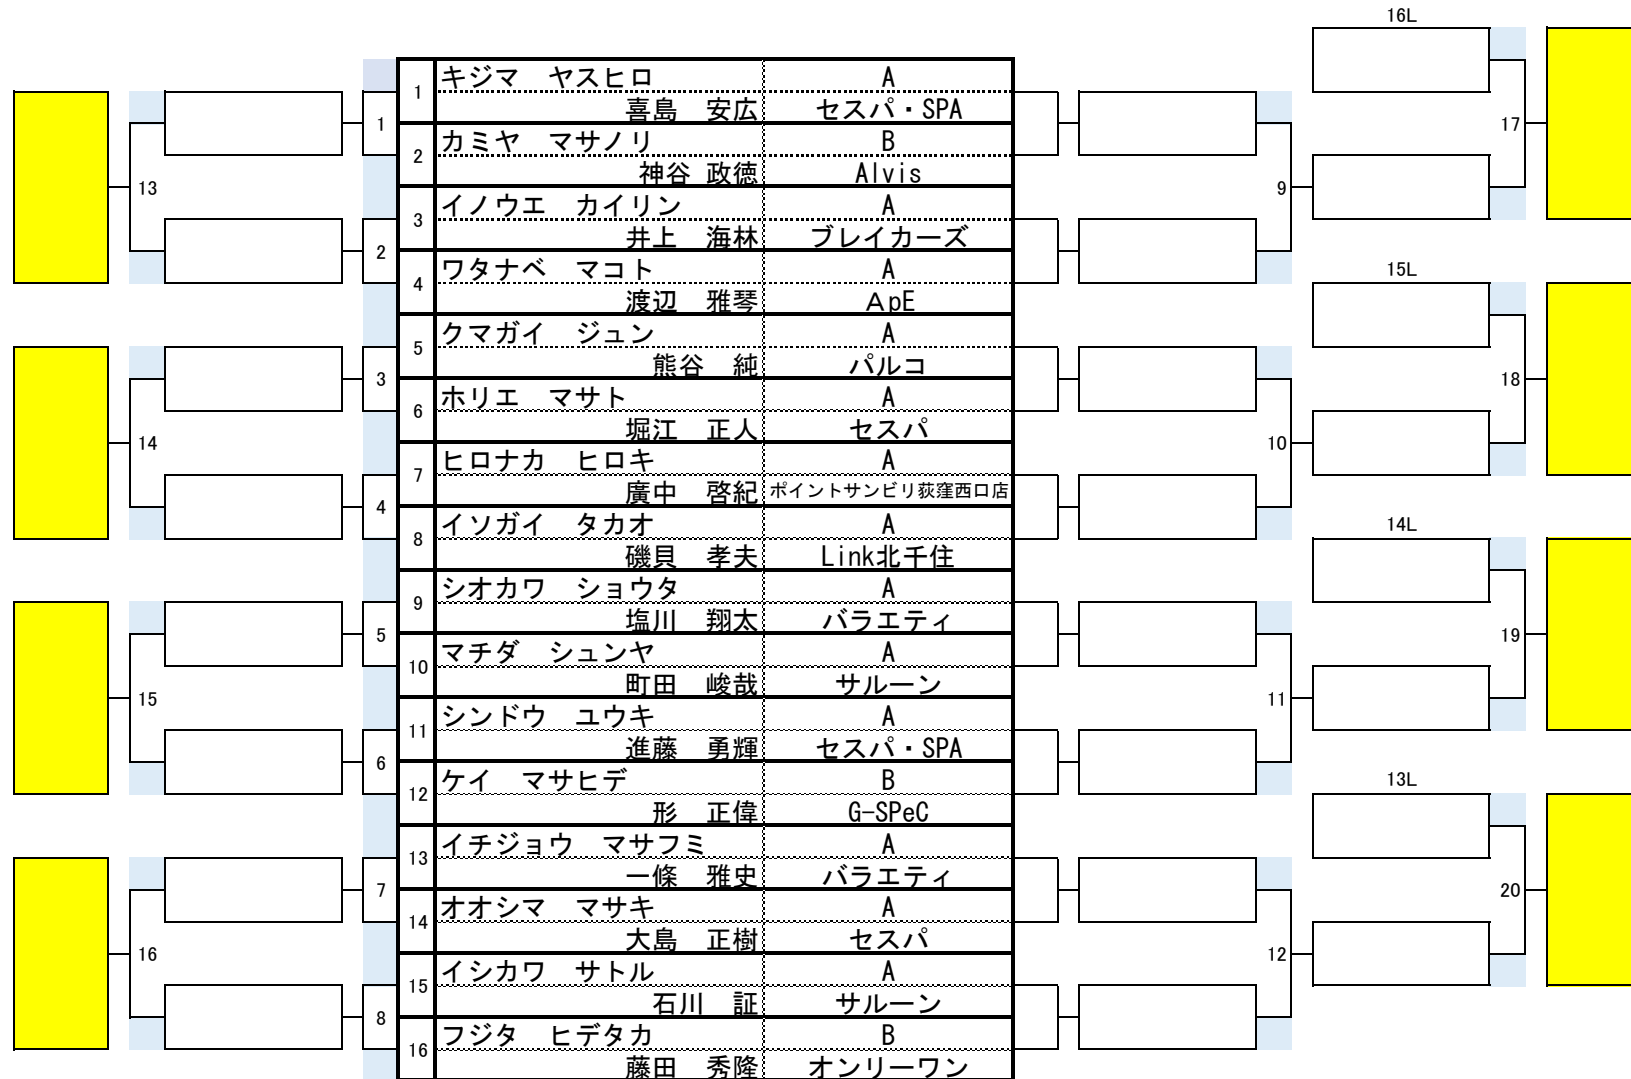 16L
1 キジマ　ヤスヒロ A
喜島　安広 セスパ・SPA
1
17
2 カミヤ　マサノリ B
神谷 政徳 Alvis
13
9
3 イノウエ　カイリン A
井上　海林 ブレイカーズ
2
4 ワタナベ　マコト A
渡辺　雅琴 ＡpE
15L
5 クマガイ　ジュン A
熊谷　純 パルコ
3
18
6 ホリエ　マサト A
堀江　正人 セスパ
14
10
7 ヒロナカ　ヒロキ A
廣中　啓紀 ポイントサンビリ荻窪西口店
4
8 イソガイ　タカオ A
磯貝　孝夫 Link北千住
14L
9 シオカワ　ショウタ A
塩川　翔太 バラエティ
5
19
10 マチダ　シュンヤ A
町田　峻哉 サルーン
15
11
11 シンドウ　ユウキ A
進藤　勇輝 セスパ・SPA
6
12 ケイ　マサヒデ B
形　正偉 G-SPeC
13L
13 イチジョウ　マサフミ A
一條　雅史 バラエティ
7
20
14 オオシマ　マサキ A
大島　正樹 セスパ
16
12
15 イシカワ　サトル A
石川　証 サルーン
8
16 フジタ　ヒデタカ B
藤田　秀隆 オンリーワン